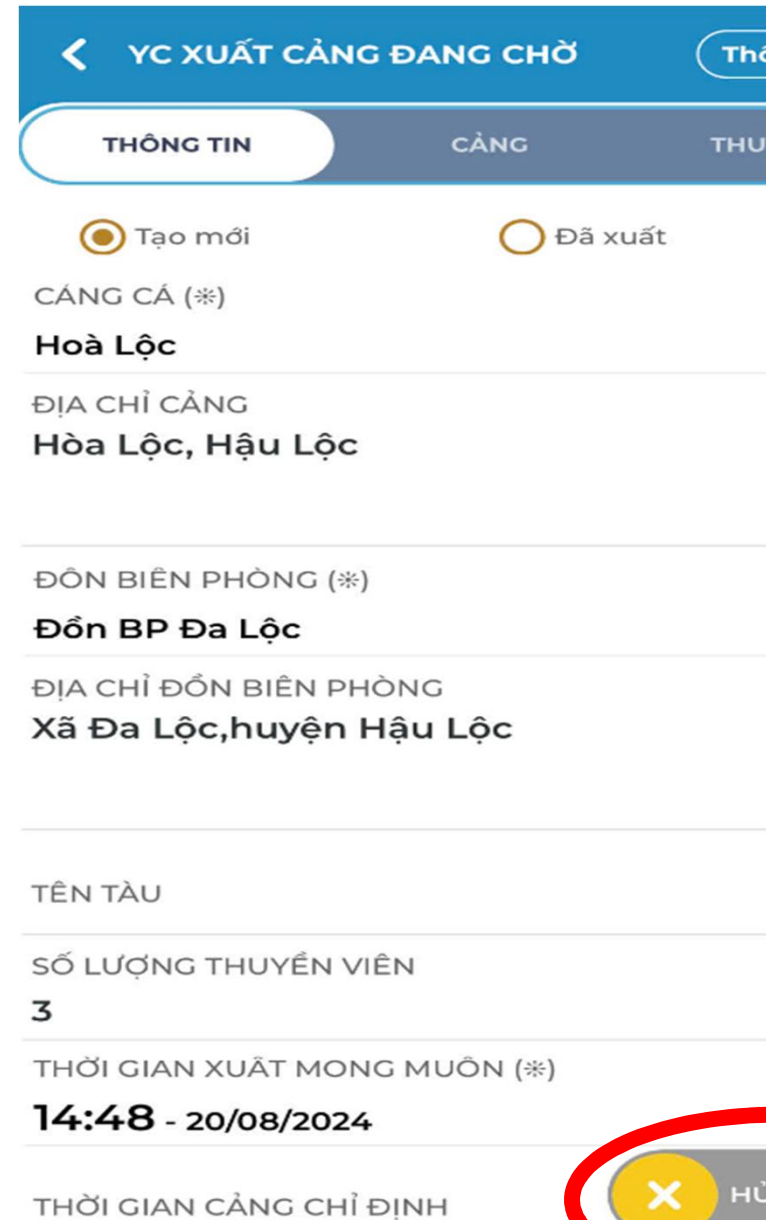 YC XUẤT CẢNG ĐANG CHỜ
THÔNG TIN CẢNG
Tạo mới Đã xuất
CẢNG CÁ (*)
Hoà Lộc
ĐỊA CHỈ CẢNG
Hòa Lộc, Hậu Lộc
ĐỒN BIÊN PHÒNG (*)
Đồn BP Đa Lộc
ĐỊA CHỈ ĐỒN BIÊN PHÒNG
Xã Đa Lộc,huyện Hậu Lộc
TÊN TÀU
SỐ LƯỢNG THUYỀN VIÊN
3
THỜI GIAN XUẤT MONG MUỐN (*)
14:48 - 20/08/2024
THỜI GIAN CẢNG CHỈ ĐỊNH